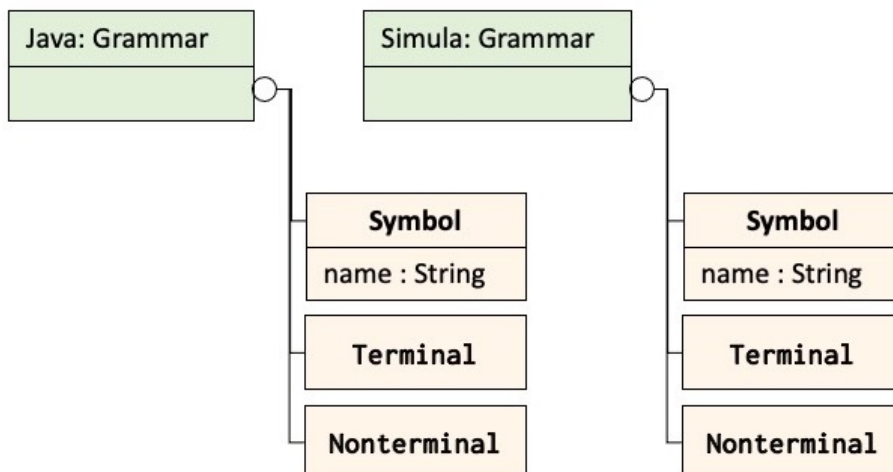 Java: Grammar
Simula: Grammar
Symbol
name : String
Terminal
Nonterminal
Symbol
name : String
Terminal
Nonterminal